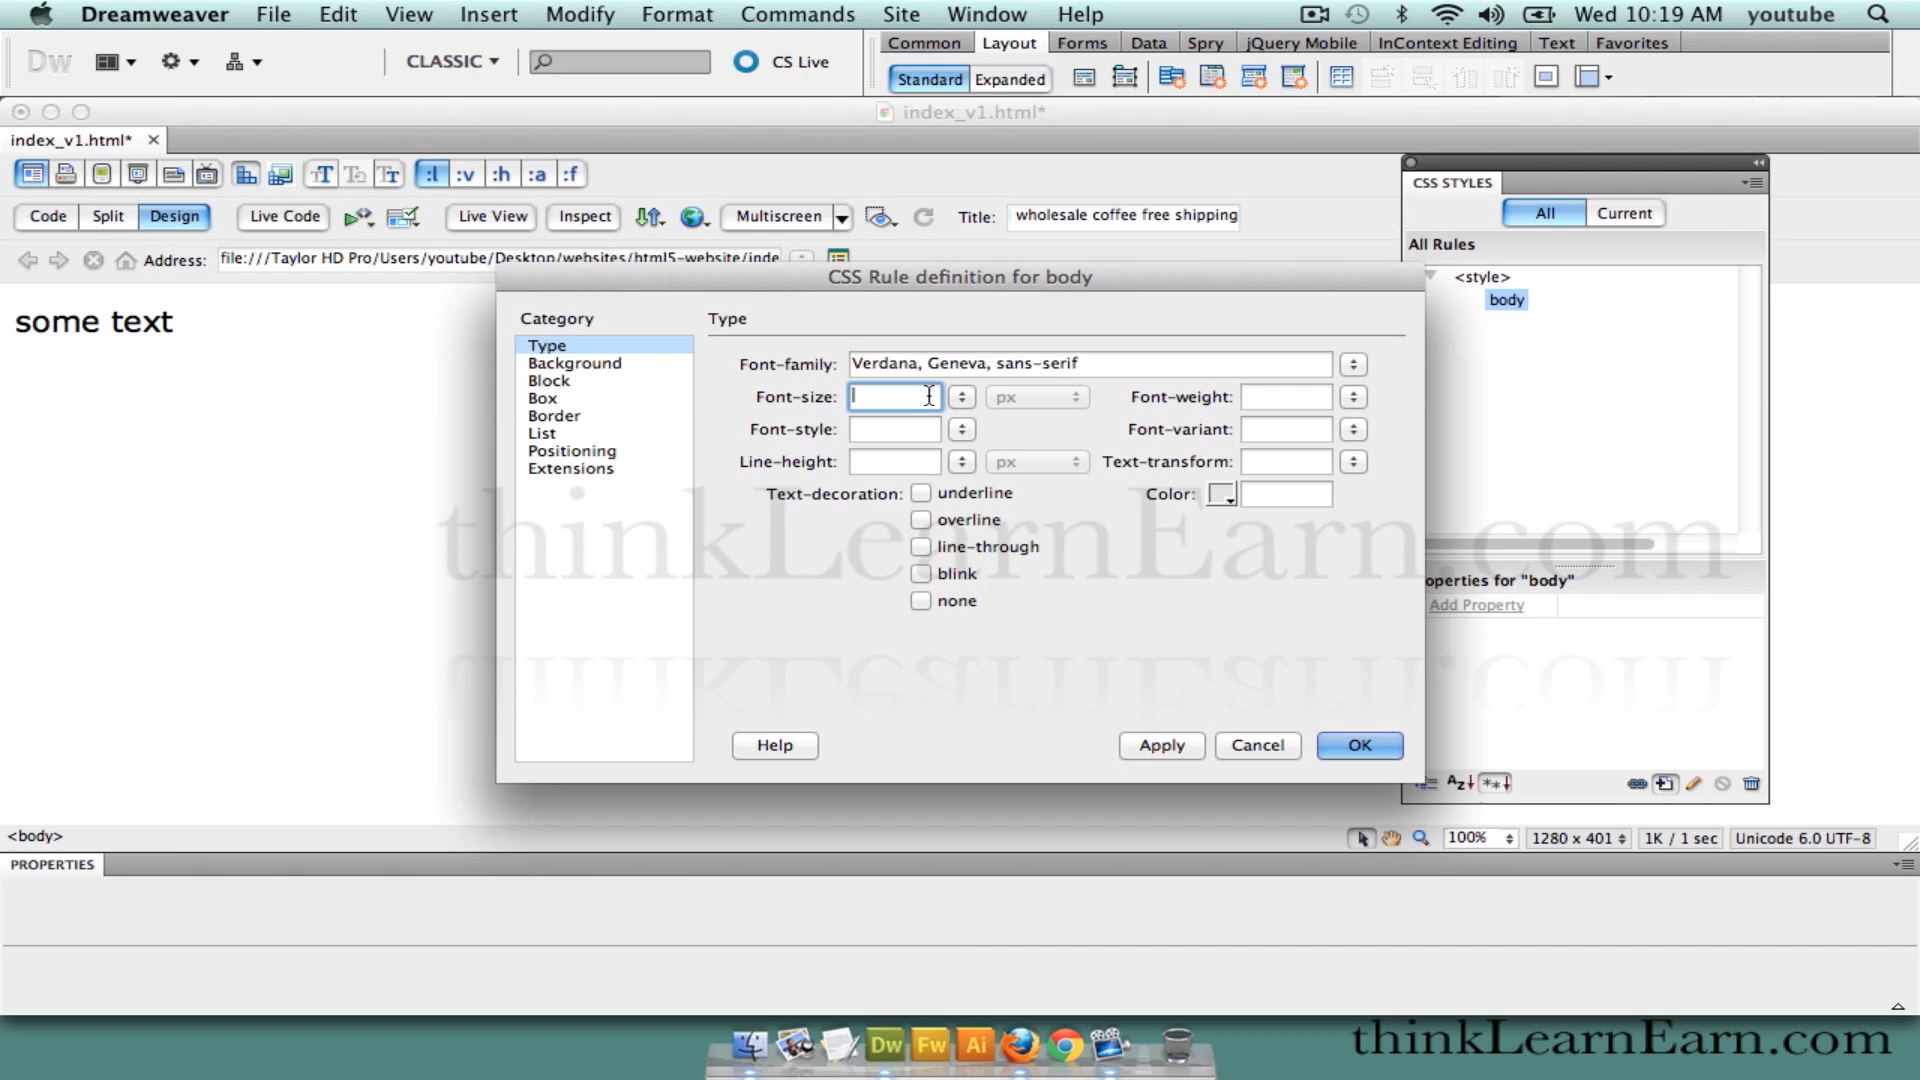 Dreamweaver File Edit View Insert Modify Format Commands Site Window Help Wed 10:19 AM youtube
Dw CLASSIC CS Live
Common Layout Forms Data Spry jQuery Mobile InContext Editing Text Favorites
Standard Expanded
index_v1.html*
index_v1.html*
:l :v :h :a :f
Code Split Design Live Code Live View Inspect Multiscreen Title: wholesale coffee free shipping
Address: file:///Taylor HD Pro/Users/youtube/Desktop/websites/html5-website/inde
some text
CSS Rule definition for body
Category
Type
Background
Block
Box
Border
List
Positioning
Extensions
Type
Font-family: Verdana, Geneva, sans-serif
Font-size: px Font-weight:
Font-style: Font-variant:
Line-height: px Text-transform:
Text-decoration: underline Color:
overline
line-through
blink
none
Help Apply Cancel OK
thinkLearnEarn.com
CSS STYLES
All Current
All Rules
<style>
body
operties for "body"
Add Property
<body> 100% 1280 x 401 1K / 1 sec Unicode 6.0 UTF-8
PROPERTIES
Dw Fw Ai
thinkLearnEarn.com